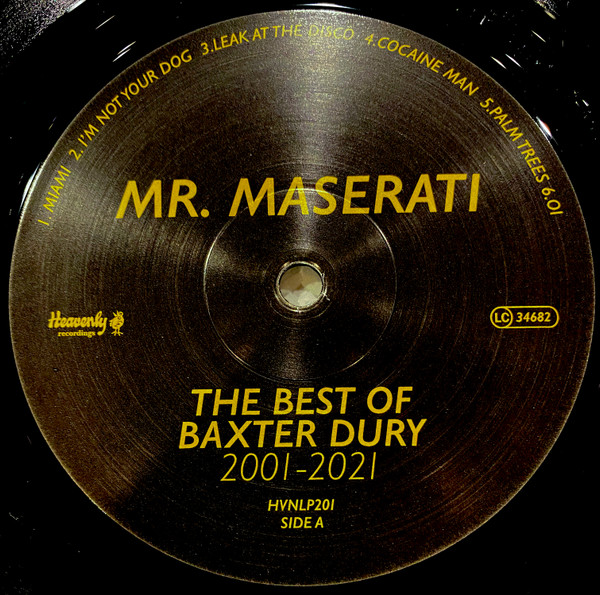 1. MIAMI 2. I'M NOT YOUR DOG 3.LEAK AT THE DISCO 4.COCAINE MAN 5.PALM TREES 6.OI
MR. MASERATI
Heavenly
recordings
LC 34682
THE BEST OF
BAXTER DURY
2001-2021
HVNLP201
SIDE A